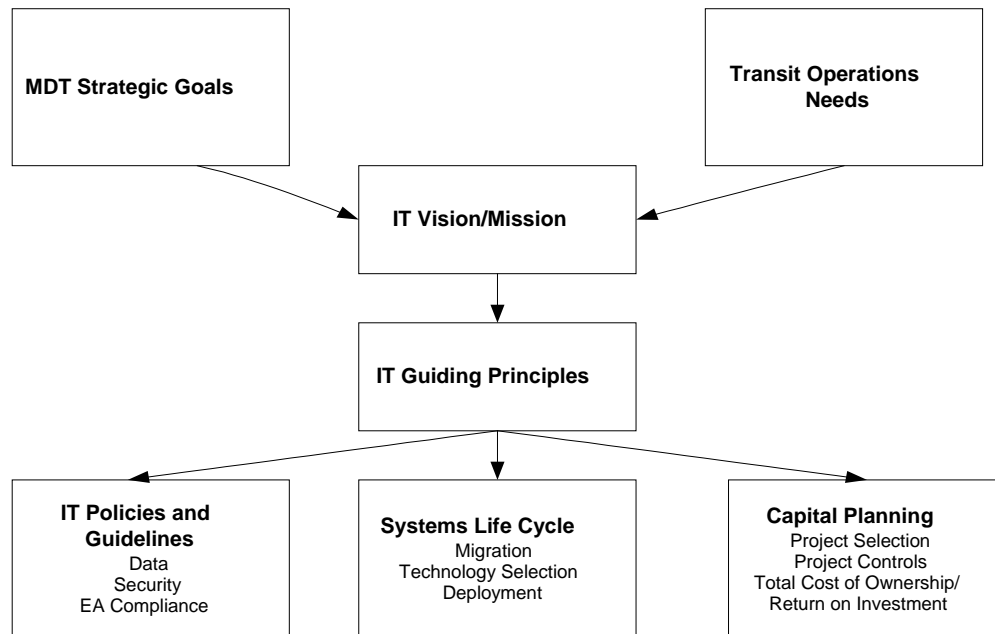 MDT Strategic Goals
Transit Operations
Needs
IT Vision/Mission
IT Guiding Principles
IT Policies and
Guidelines
Data
Security
EA Compliance
Systems Life Cycle
Migration
Technology Selection
Deployment
Capital Planning
Project Selection
Project Controls
Total Cost of Ownership/
Return on Investment